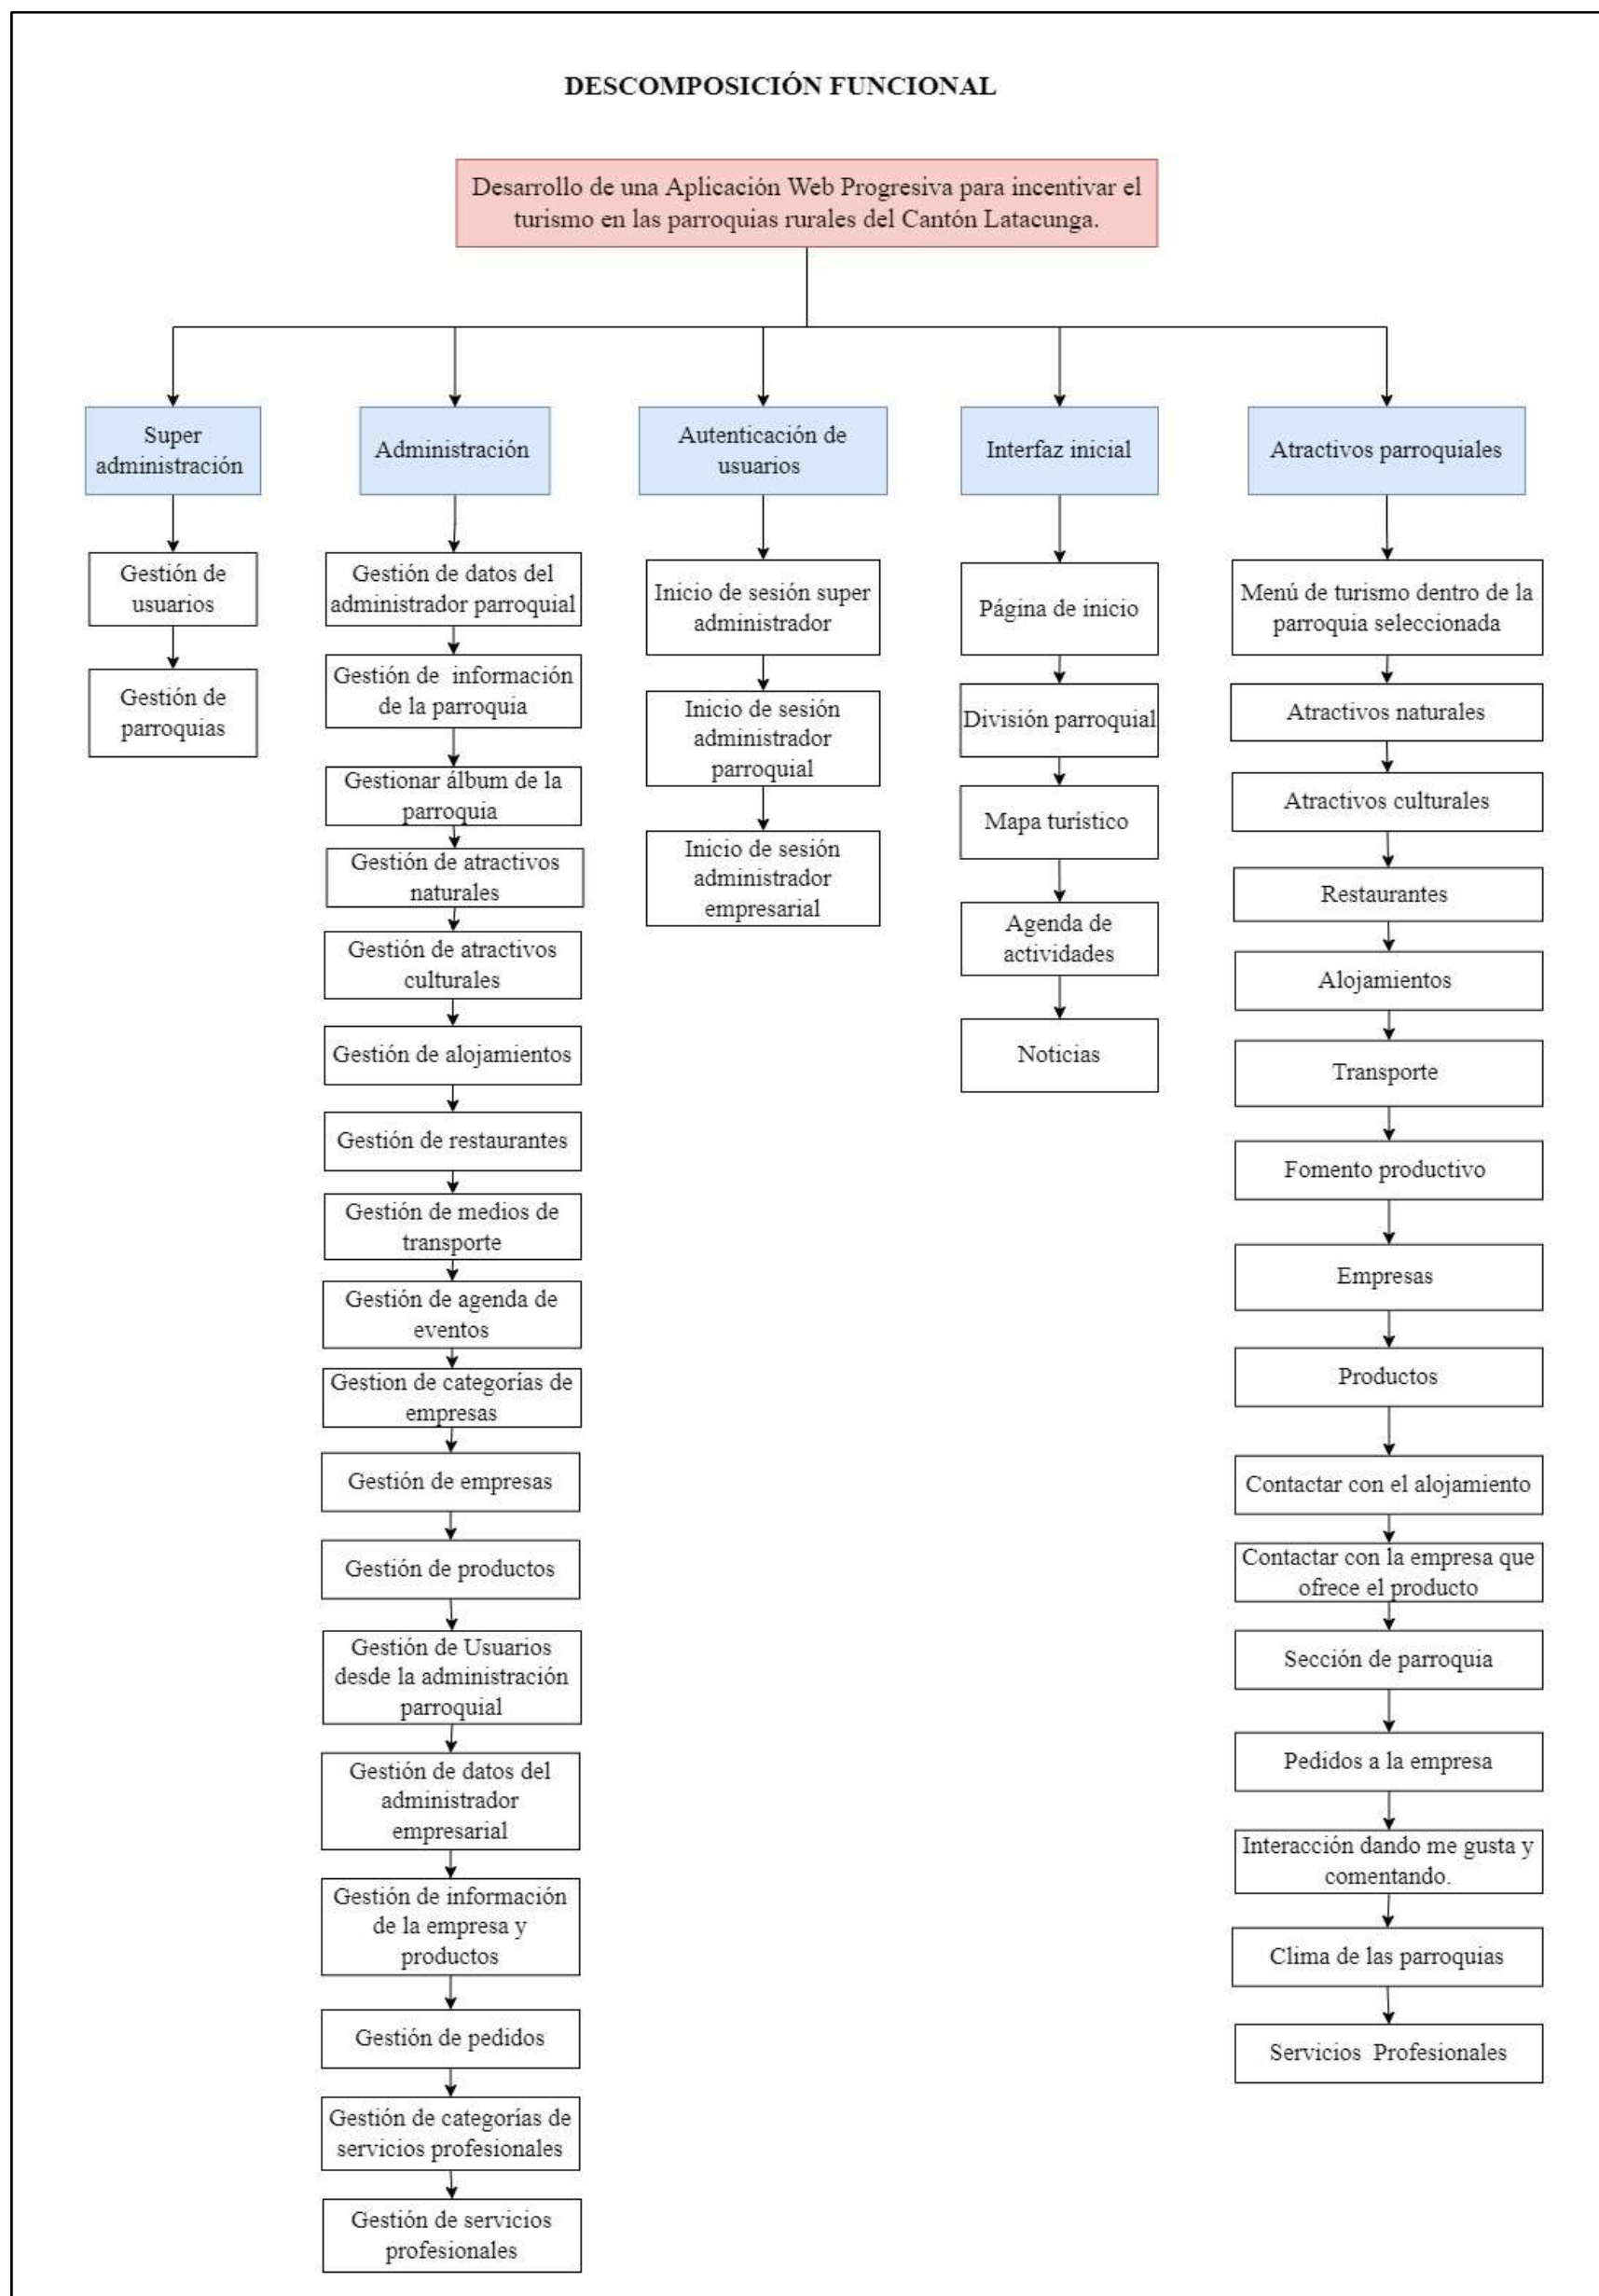 DESCOMPOSICIÓN FUNCIONAL
Desarrollo de una Aplicación Web Progresiva para incentivar el
turismo en las parroquias rurales del Cantón Latacunga.
Super
administración
Gestión de
usuarios
Gestión de
parroquias
Administración
Gestión de datos del
administrador parroquial
Gestión de información
de la parroquia
Gestionar álbum de la
parroquia
Gestión de atractivos
naturales
Gestión de atractivos
culturales
Gestión de alojamientos
Gestión de restaurantes
Gestión de medios de
transporte
Gestión de agenda de
eventos
Gestion de categorías de
empresas
Gestión de empresas
Gestión de productos
Gestión de Usuarios
desde la administración
parroquial
Gestión de datos del
administrador
empresarial
Gestión de información
de la empresa y
productos
Gestión de pedidos
Gestión de categorías de
servicios profesionales
Gestión de servicios
profesionales
Autenticación de
usuarios
Inicio de sesión super
administrador
Inicio de sesión
administrador
parroquial
Inicio de sesión
administrador
empresarial
Interfaz inicial
Página de inicio
División parroquial
Mapa turístico
Agenda de
actividades
Noticias
Atractivos parroquiales
Menú de turismo dentro de la
parroquia seleccionada
Atractivos naturales
Atractivos culturales
Restaurantes
Alojamientos
Transporte
Fomento productivo
Empresas
Productos
Contactar con el alojamiento
Contactar con la empresa que
ofrece el producto
Sección de parroquia
Pedidos a la empresa
Interacción dando me gusta y
comentando.
Clima de las parroquias
Servicios Profesionales